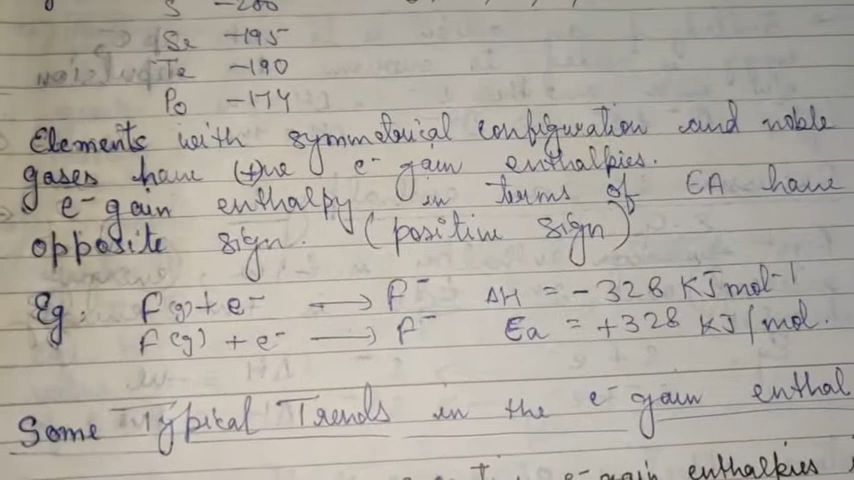 S -200
Se -195
Te -190
Po -174
Elements with symmetrical configuration and noble
gases have (+)ve e⁻ gain enthalpies.
e⁻ gain enthalpy in terms of EA have
opposite sign. (positive sign)
Eg: F(g) + e⁻ → F⁻ ΔH = -328 KJ mol⁻¹
F(g) + e⁻ → F⁻ Ea = +328 KJ/mol.
Some Typical Trends in the e⁻ gain enthal
e⁻ gain enthalpies